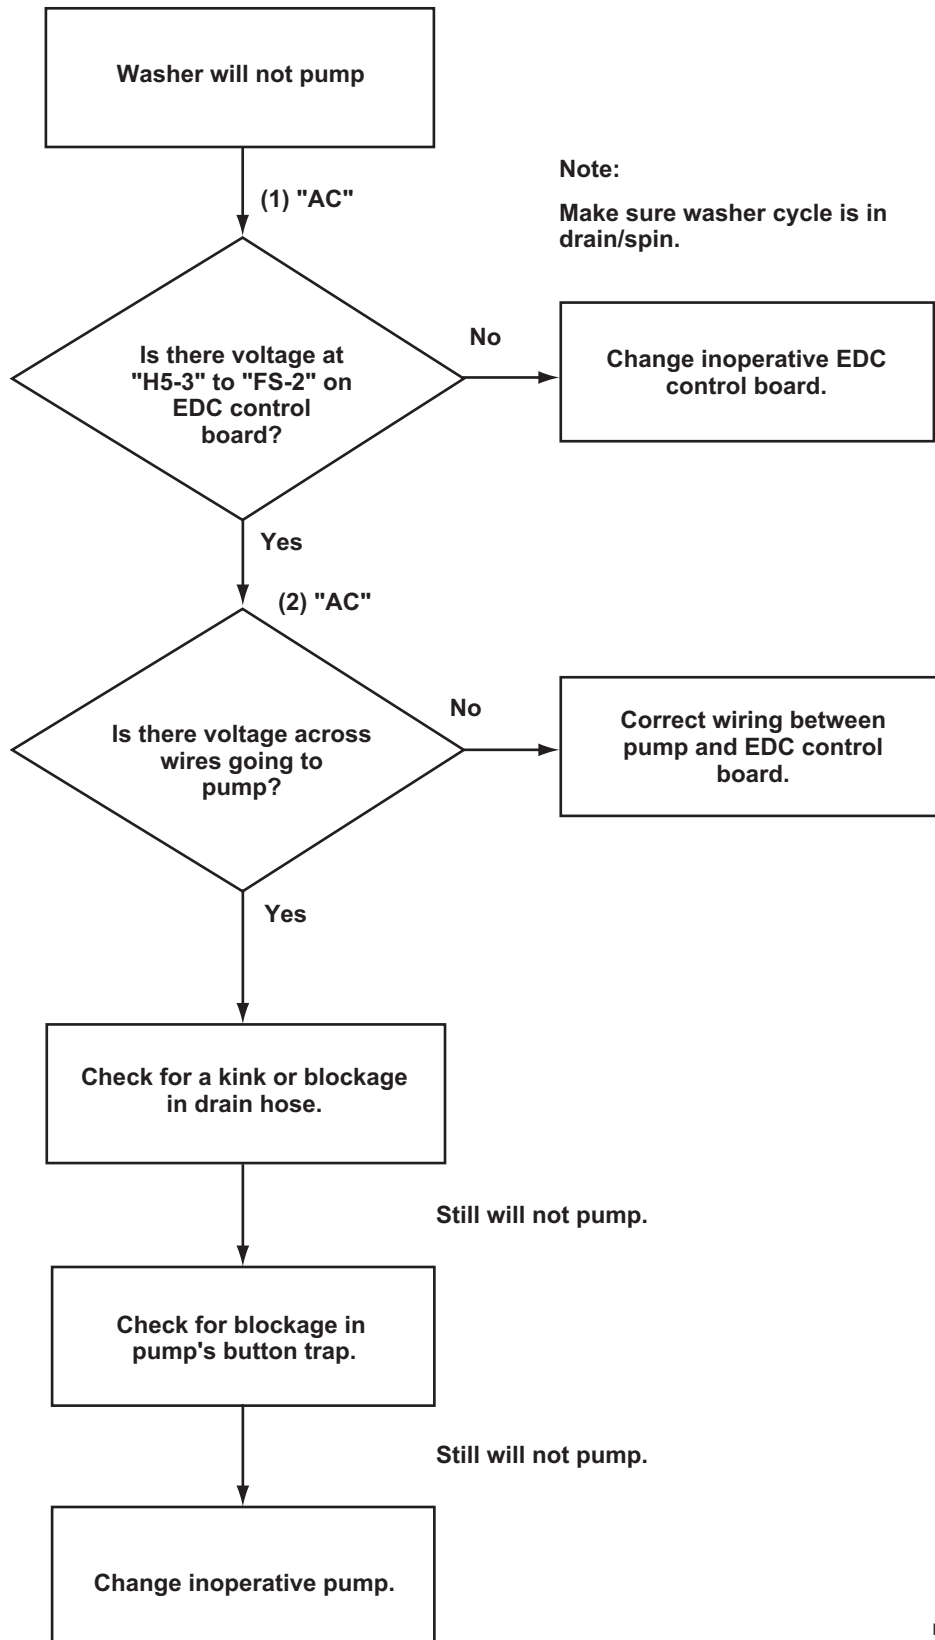 Washer will not pump
(1) "AC"
Note:
Make sure washer cycle is in
drain/spin.
Is there voltage at
"H5-3" to "FS-2" on
EDC control
board?
No
Change inoperative EDC
control board.
Yes
(2) "AC"
Is there voltage across
wires going to
pump?
No
Correct wiring between
pump and EDC control
board.
Yes
Check for a kink or blockage
in drain hose.
Still will not pump.
Check for blockage in
pump's button trap.
Still will not pump.
Change inoperative pump.